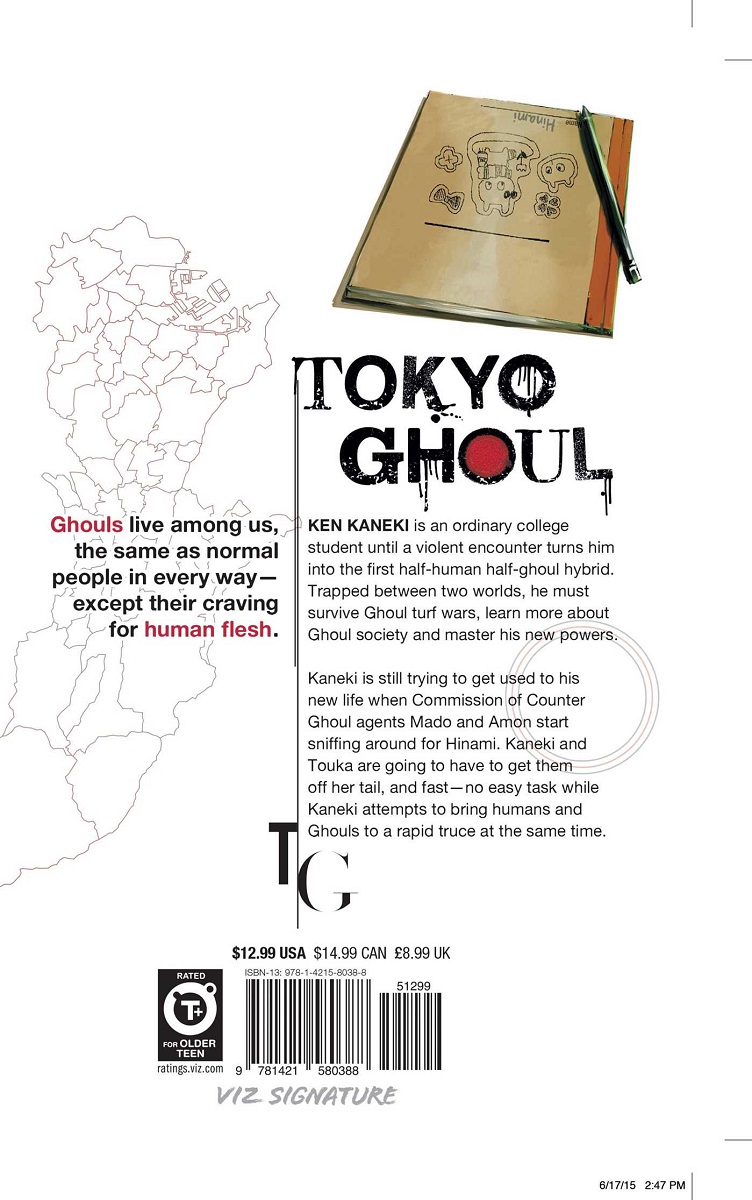 Name Hinami
TOKYO
GHOUL
Ghouls live among us,
the same as normal
people in every way—
except their craving
for human flesh.
KEN KANEKI is an ordinary college
student until a violent encounter turns him
into the first half-human half-ghoul hybrid.
Trapped between two worlds, he must
survive Ghoul turf wars, learn more about
Ghoul society and master his new powers.
Kaneki is still trying to get used to his
new life when Commission of Counter
Ghoul agents Mado and Amon start
sniffing around for Hinami. Kaneki and
Touka are going to have to get them
off her tail, and fast—no easy task while
Kaneki attempts to bring humans and
Ghouls to a rapid truce at the same time.
TG
$12.99 USA $14.99 CAN £8.99 UK
ISBN-13: 978-1-4215-8038-8
51299
9 781421 580388
RATED
T+
FOR OLDER
TEEN
ratings.viz.com
VIZ SIGNATURE
6/17/15 2:47 PM